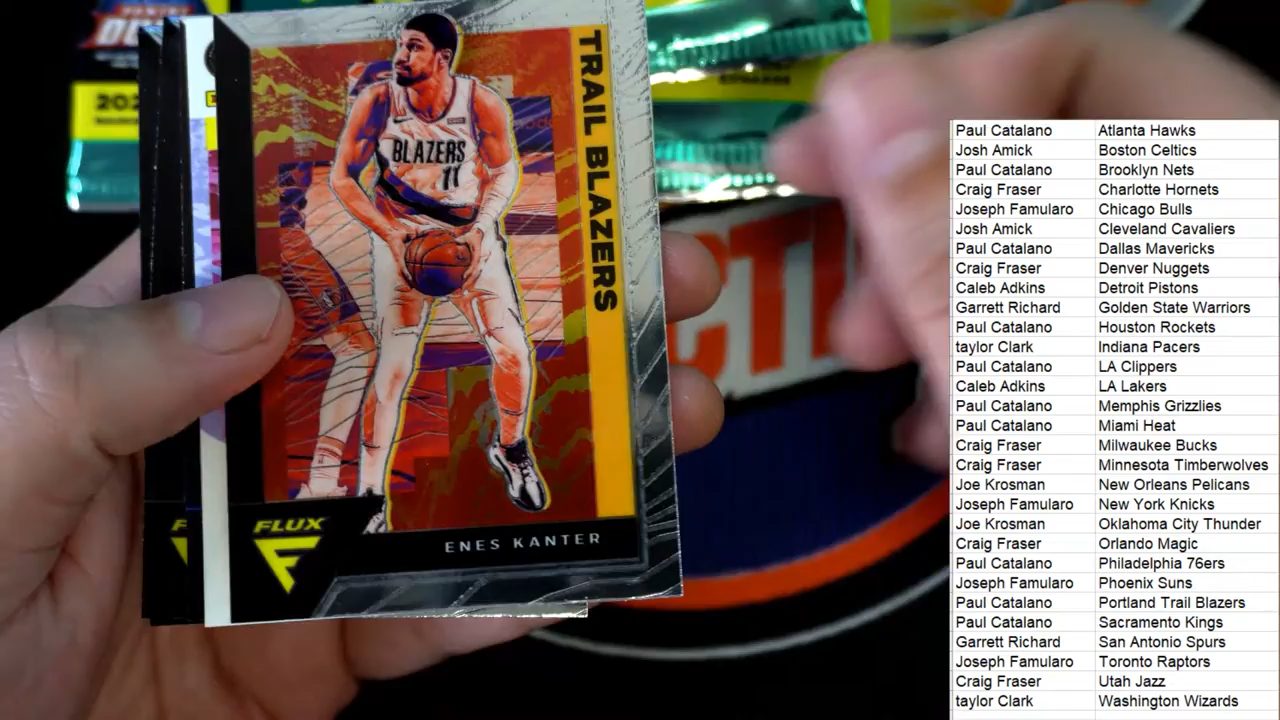 TRAIL BLAZERS
BLAZERS
11
FLUX
ENES KANTER
202
Paul Catalano Atlanta Hawks
Josh Amick Boston Celtics
Paul Catalano Brooklyn Nets
Craig Fraser Charlotte Hornets
Joseph Famularo Chicago Bulls
Josh Amick Cleveland Cavaliers
Paul Catalano Dallas Mavericks
Craig Fraser Denver Nuggets
Caleb Adkins Detroit Pistons
Garrett Richard Golden State Warriors
Paul Catalano Houston Rockets
taylor Clark Indiana Pacers
Paul Catalano LA Clippers
Caleb Adkins LA Lakers
Paul Catalano Memphis Grizzlies
Paul Catalano Miami Heat
Craig Fraser Milwaukee Bucks
Craig Fraser Minnesota Timberwolves
Joe Krosman New Orleans Pelicans
Joseph Famularo New York Knicks
Joe Krosman Oklahoma City Thunder
Craig Fraser Orlando Magic
Paul Catalano Philadelphia 76ers
Joseph Famularo Phoenix Suns
Paul Catalano Portland Trail Blazers
Paul Catalano Sacramento Kings
Garrett Richard San Antonio Spurs
Joseph Famularo Toronto Raptors
Craig Fraser Utah Jazz
taylor Clark Washington Wizards